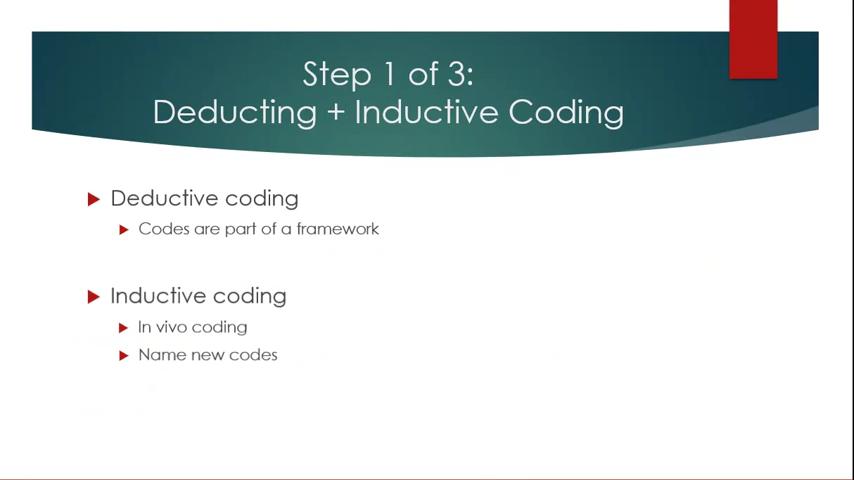 Step 1 of 3:
Deducting + Inductive Coding
Deductive coding
Codes are part of a framework
Inductive coding
In vivo coding
Name new codes